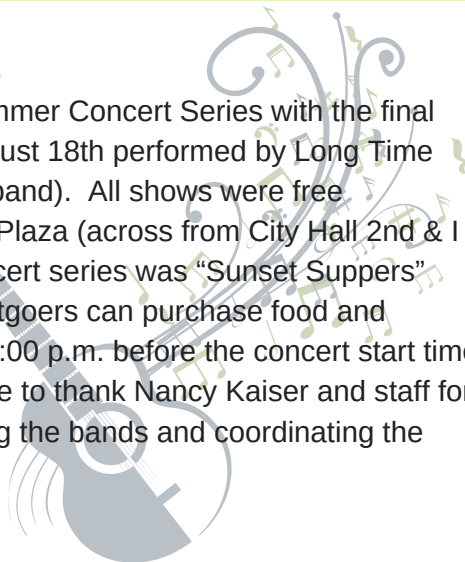 mmer Concert Series with the final
ust 18th performed by Long Time
band).  All shows were free
Plaza (across from City Hall 2nd & I
cert series was “Sunset Suppers”
tgoers can purchase food and
:00 p.m. before the concert start time
e to thank Nancy Kaiser and staff for
g the bands and coordinating the